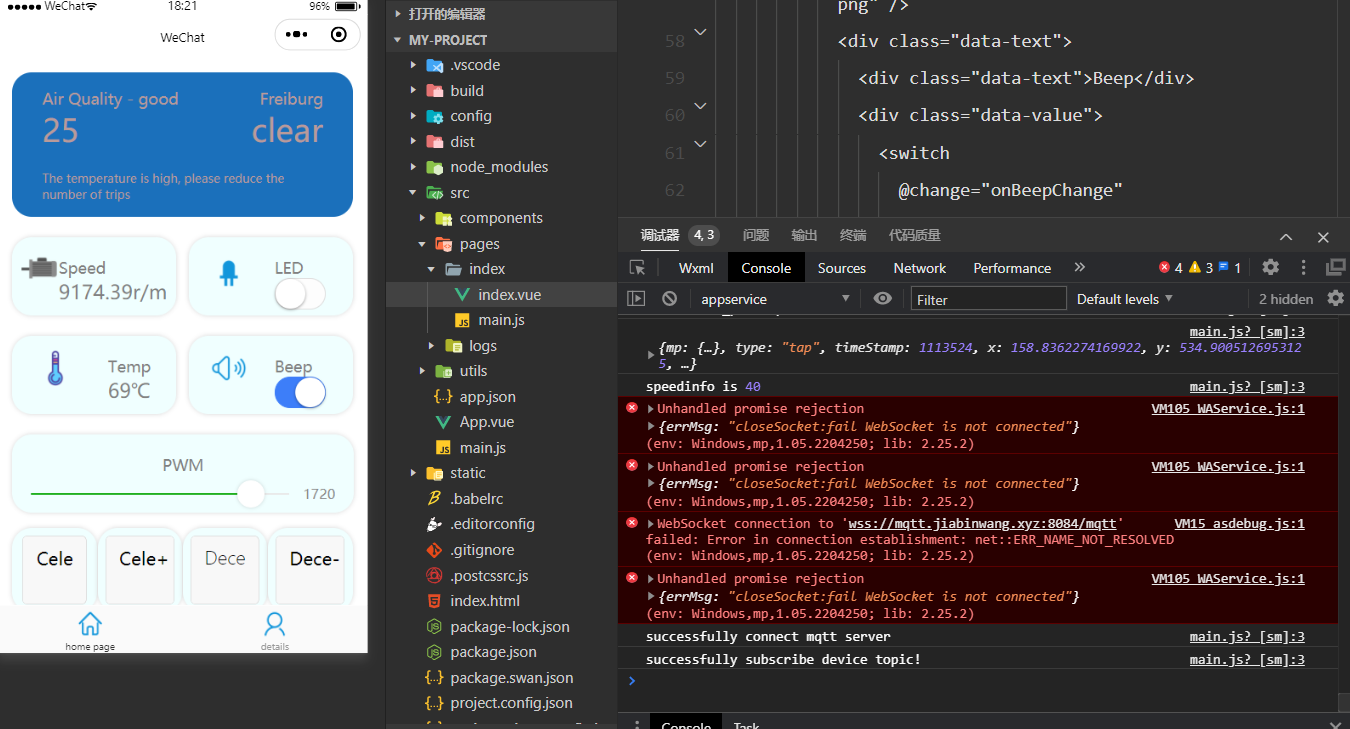 WeChat
18:21
96%
WeChat
Air Quality - good
Freiburg
25
clear
The temperature is high, please reduce the
number of trips
Speed
9174.39r/m
LED
Temp
69℃
Beep
PWM
1720
Cele
Cele+
Dece
Dece-
home page
details
打开的编辑器
MY-PROJECT
.vscode
build
config
dist
node_modules
src
components
pages
index
index.vue
main.js
logs
utils
app.json
App.vue
main.js
static
.babelrc
.editorconfig
.gitignore
.postcssrc.js
index.html
package-lock.json
package.json
package.swan.json
project.config.json
png" />
58 <div class="data-text">
59 <div class="data-text">Beep</div>
60 <div class="data-value">
61 <switch
62 @change="onBeepChange"
调试器 4, 3 问题 输出 终端 代码质量
Wxml Console Sources Network Performance 4 3 1
appservice Filter Default levels 2 hidden
main.js? [sm]:3
{mp: {…}, type: "tap", timeStamp: 1113524, x: 158.8362274169922, y: 534.900512695312
5, …}
speedinfo is 40 main.js? [sm]:3
Unhandled promise rejection VM105 WAService.js:1
{errMsg: "closeSocket:fail WebSocket is not connected"}
(env: Windows,mp,1.05.2204250; lib: 2.25.2)
Unhandled promise rejection VM105 WAService.js:1
{errMsg: "closeSocket:fail WebSocket is not connected"}
(env: Windows,mp,1.05.2204250; lib: 2.25.2)
WebSocket connection to 'wss://mqtt.jiabinwang.xyz:8084/mqtt' VM15 asdebug.js:1
failed: Error in connection establishment: net::ERR_NAME_NOT_RESOLVED
(env: Windows,mp,1.05.2204250; lib: 2.25.2)
Unhandled promise rejection VM105 WAService.js:1
{errMsg: "closeSocket:fail WebSocket is not connected"}
(env: Windows,mp,1.05.2204250; lib: 2.25.2)
successfully connect mqtt server main.js? [sm]:3
successfully subscribe device topic! main.js? [sm]:3
Console Task